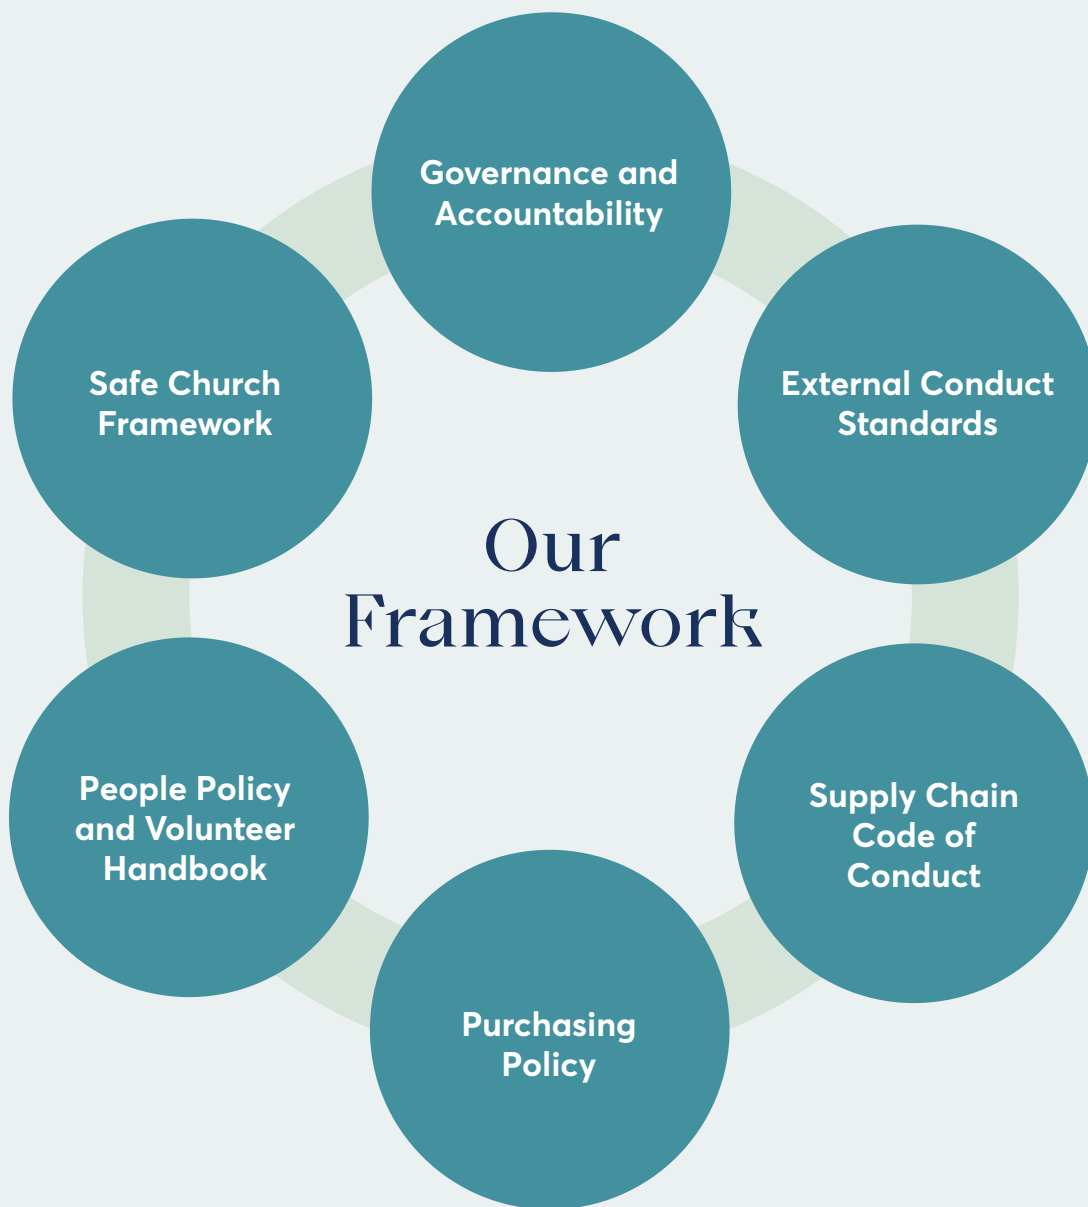 Governance and
Accountability
Safe Church
Framework
External Conduct
Standards
Our
Framework
People Policy
and Volunteer
Handbook
Supply Chain
Code of
Conduct
Purchasing
Policy